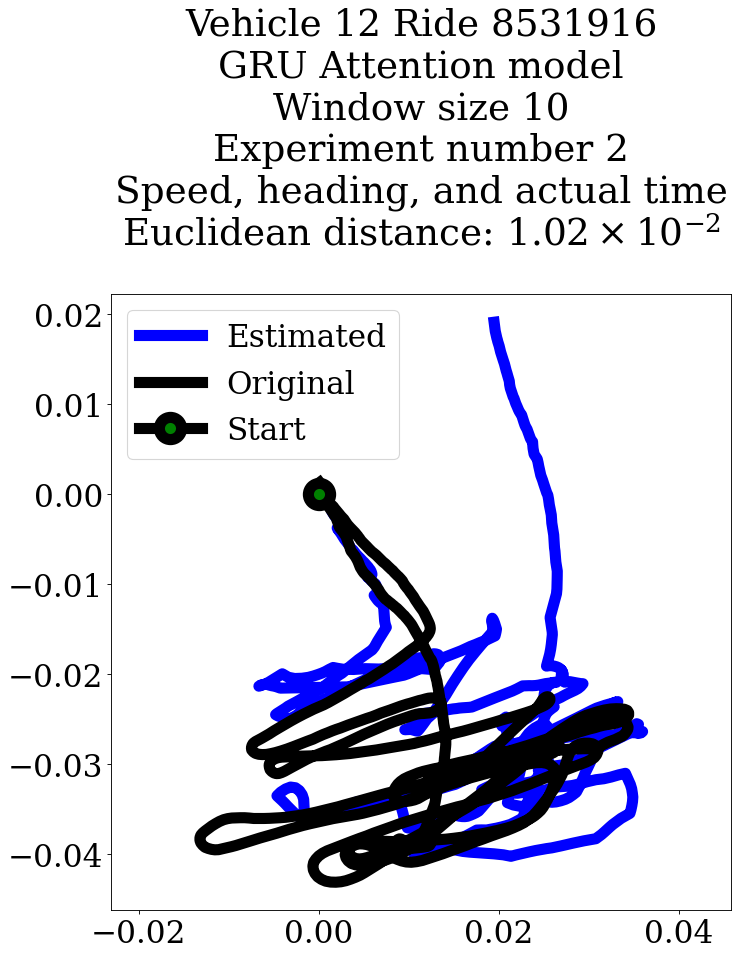 Vehicle 12 Ride 8531916
GRU Attention model
Window size 10
Experiment number 2
Speed, heading, and actual time
Euclidean distance: 1.02 × 10⁻²
Estimated
Original
Start
0.02
0.01
0.00
−0.01
−0.02
−0.03
−0.04
−0.02 0.00 0.02 0.04